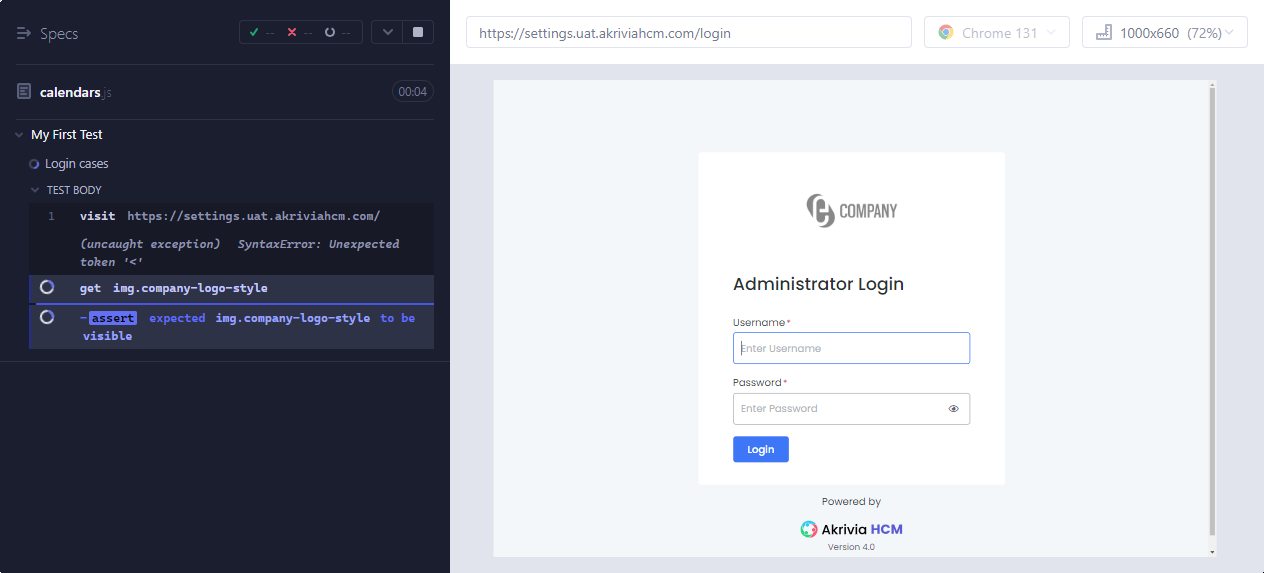 Specs
-- -- --
calendars.js 00:04
My First Test
Login cases
TEST BODY
1 visit https://settings.uat.akriviahcm.com/
(uncaught exception) SyntaxError: Unexpected
token '<'
get img.company-logo-style
-assert expected img.company-logo-style to be
visible
https://settings.uat.akriviahcm.com/login
Chrome 131
1000x660 (72%)
COMPANY
Administrator Login
Username*
Enter Username
Password*
Enter Password
Login
Powered by
Akrivia HCM
Version 4.0